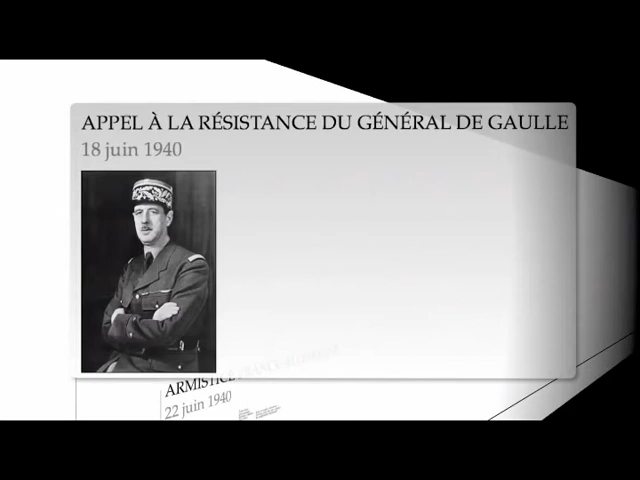 APPEL À LA RÉSISTANCE DU GÉNÉRAL DE GAULLE
18 juin 1940
ARMISTICE
22 juin 1940